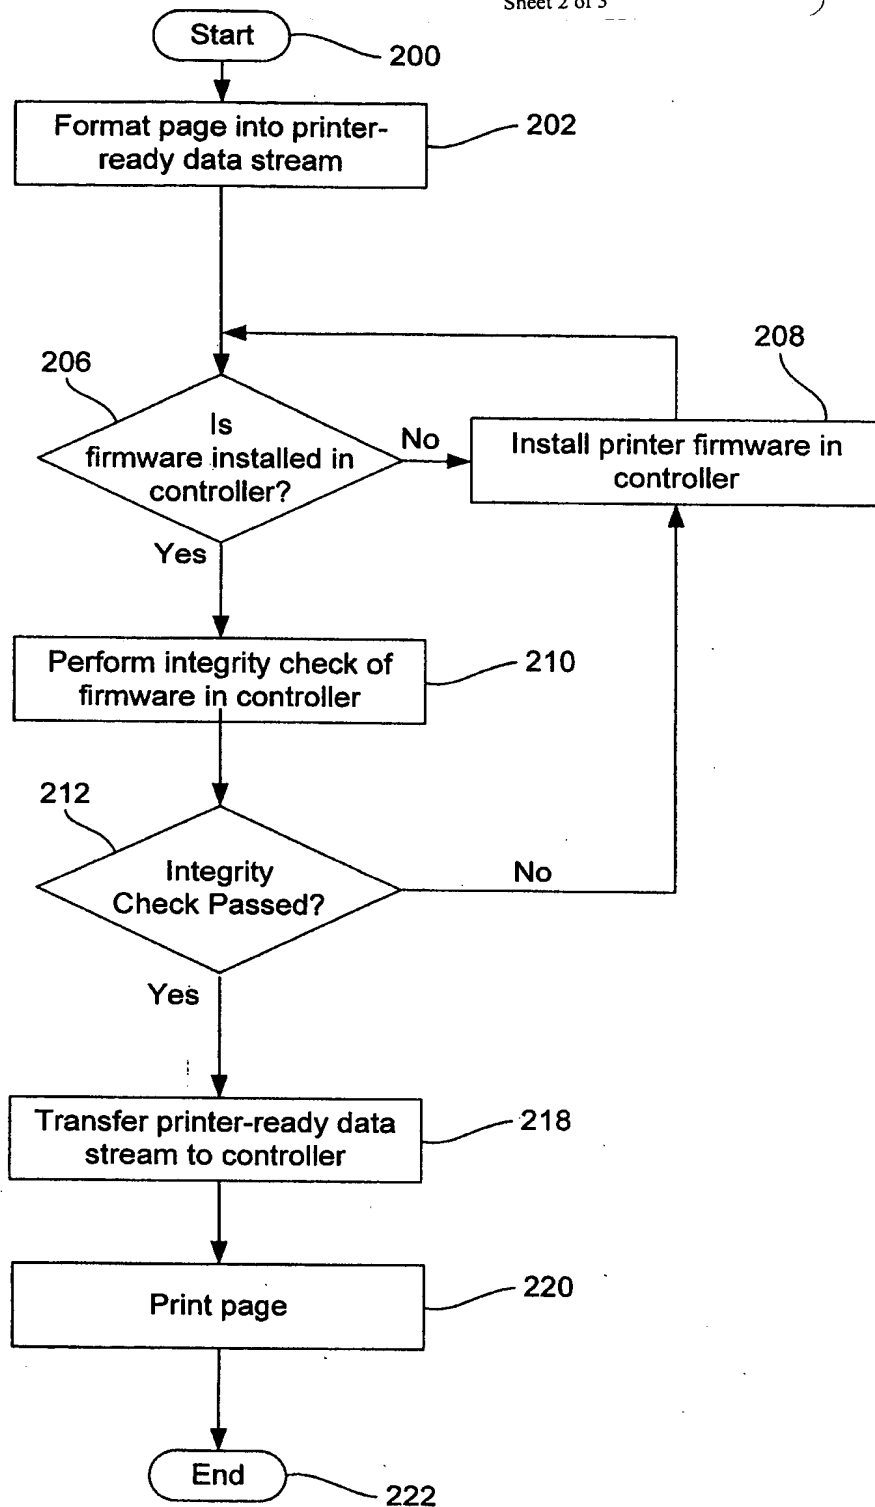 Sheet 2 of 3
Start
200
Format page into printer-
ready data stream
202
206
208
Is
firmware installed in
controller?
No
Install printer firmware in
controller
Yes
Perform integrity check of
firmware in controller
210
212
Integrity
Check Passed?
No
Yes
Transfer printer-ready data
stream to controller
218
Print page
220
End
222